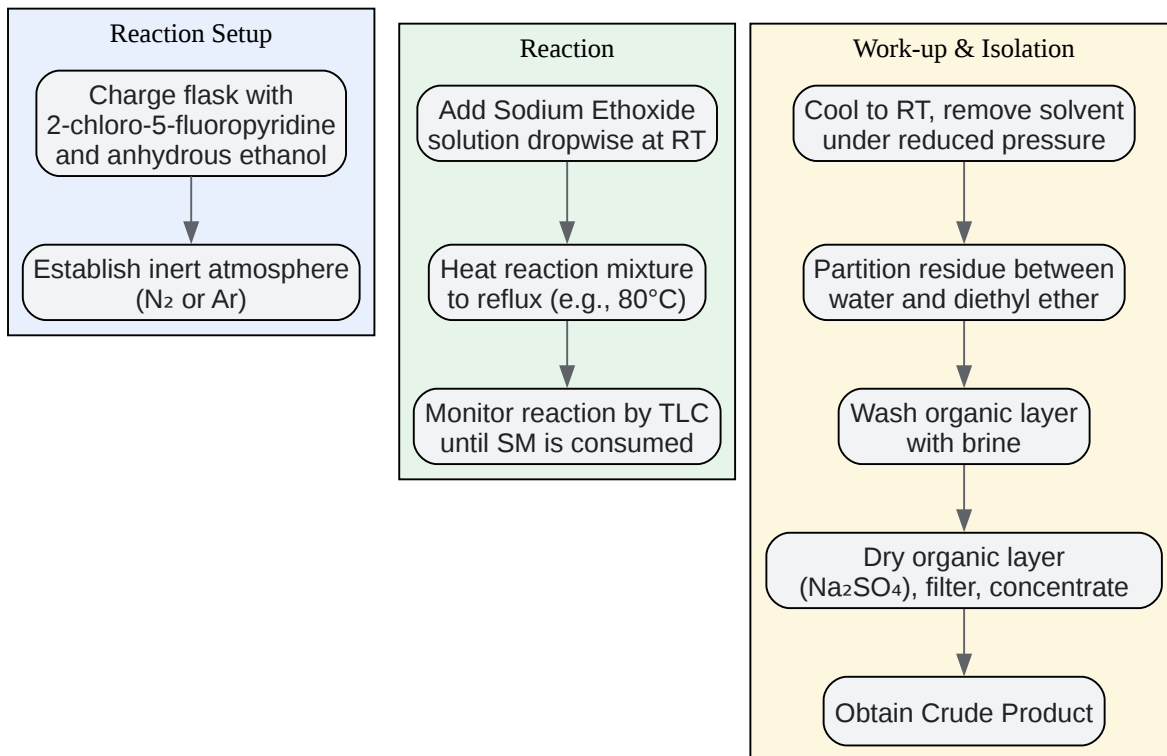 Reaction Setup
Charge flask with
2-chloro-5-fluoropyridine
and anhydrous ethanol
Establish inert atmosphere
(N₂ or Ar)
Reaction
Add Sodium Ethoxide
solution dropwise at RT
Heat reaction mixture
to reflux (e.g., 80°C)
Monitor reaction by TLC
until SM is consumed
Work-up & Isolation
Cool to RT, remove solvent
under reduced pressure
Partition residue between
water and diethyl ether
Wash organic layer
with brine
Dry organic layer
(Na₂SO₄), filter, concentrate
Obtain Crude Product